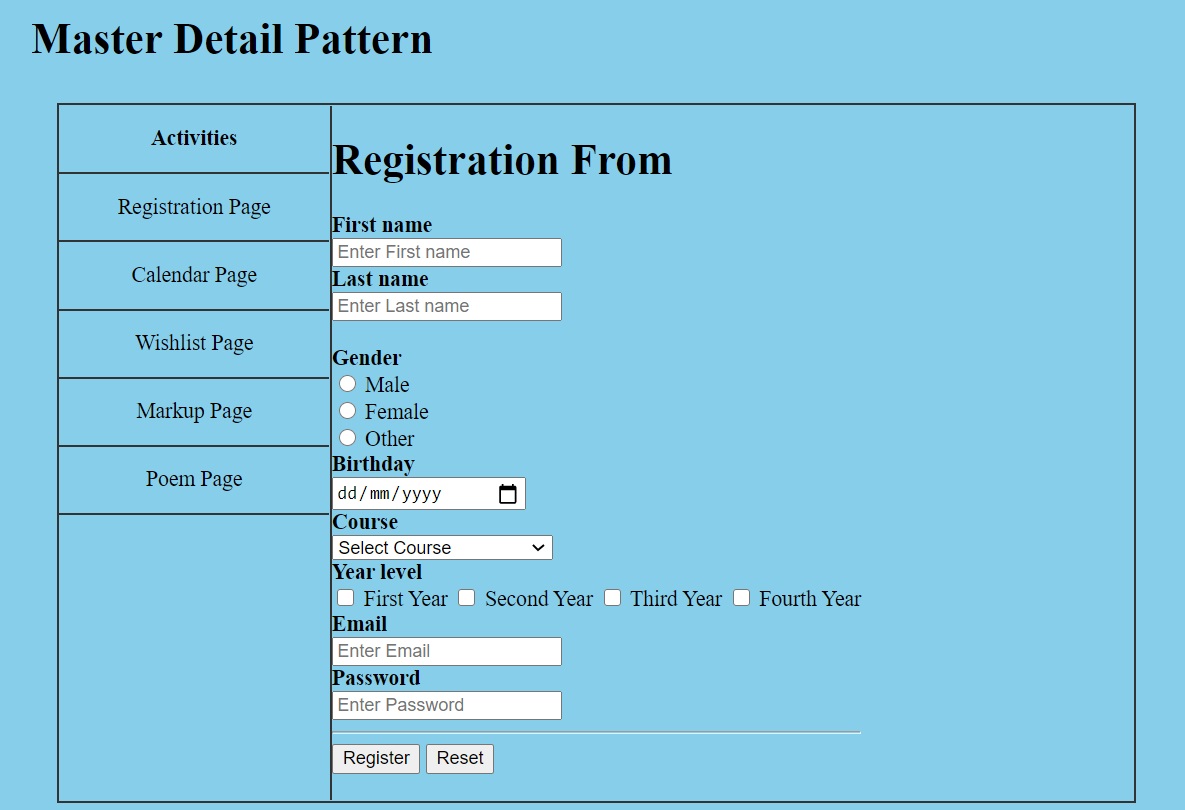 Master Detail Pattern
Activities
Registration Page
Calendar Page
Wishlist Page
Markup Page
Poem Page
Registration From
First name
Enter First name
Last name
Enter Last name
Gender
Male
Female
Other
Birthday
dd/mm/yyyy
Course
Select Course
Year level
First Year Second Year Third Year Fourth Year
Email
Enter Email
Password
Enter Password
Register Reset